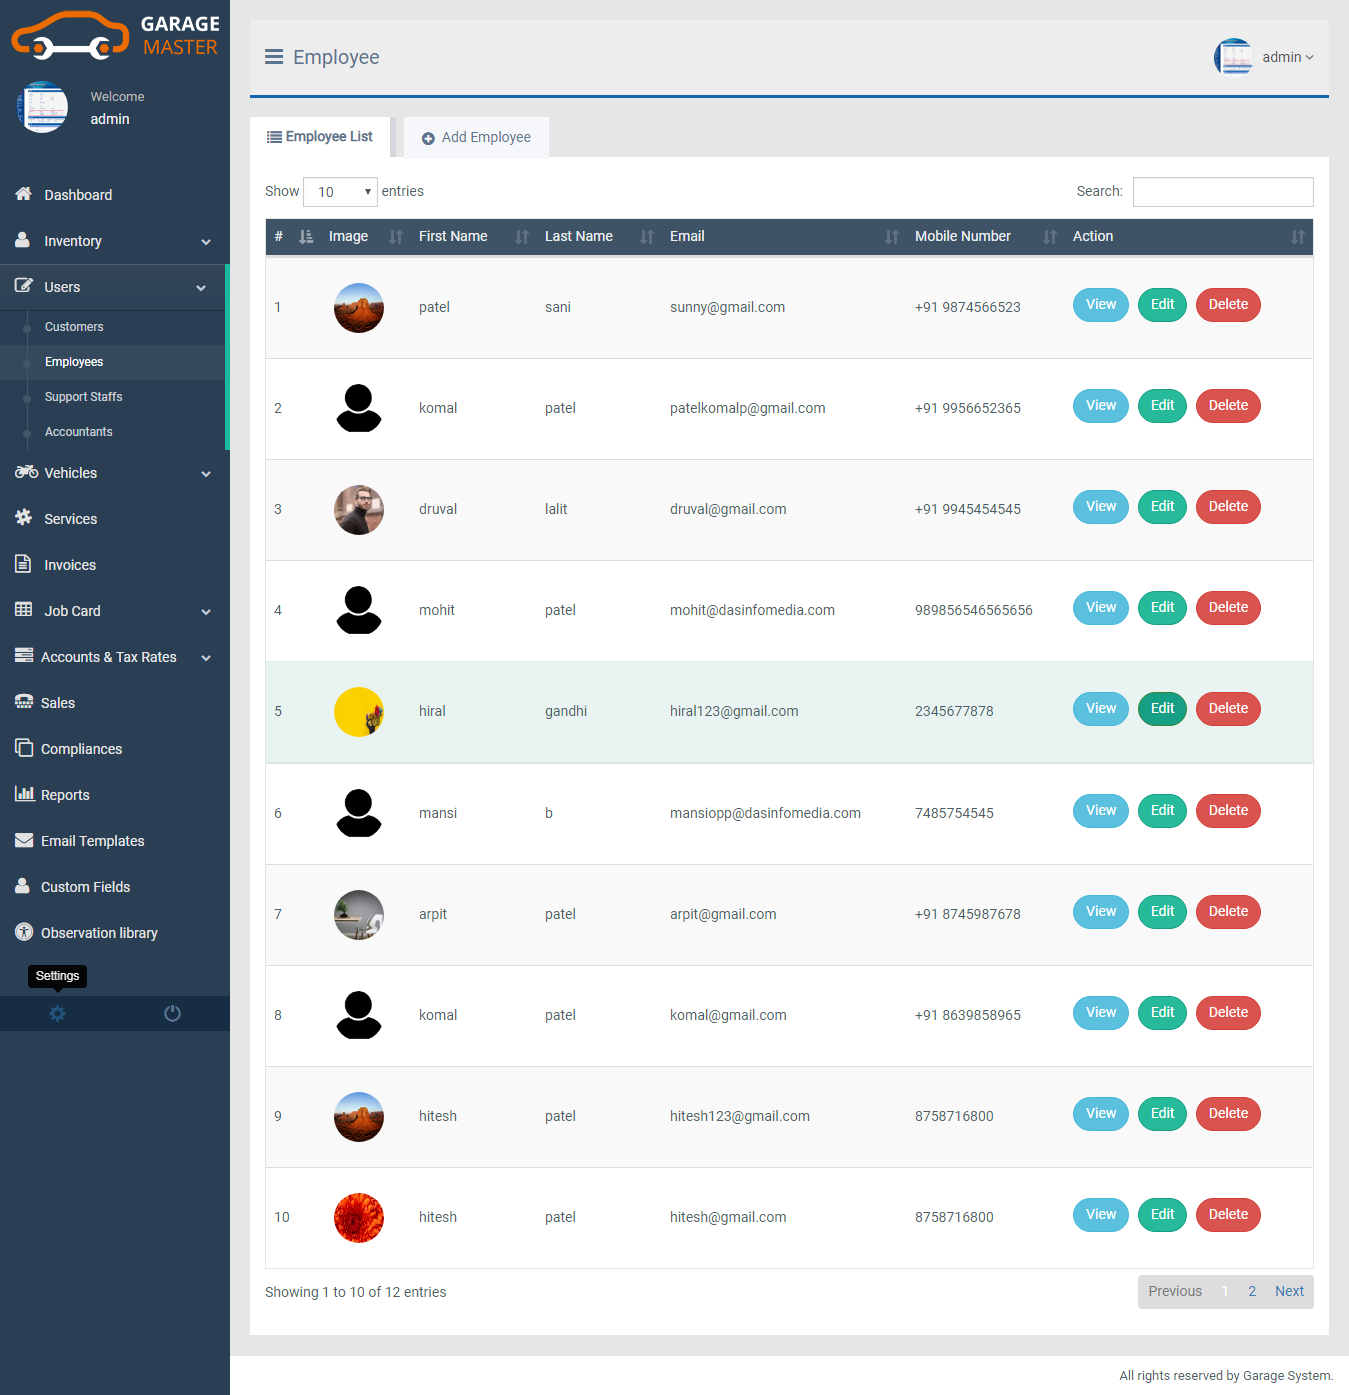 GARAGE
MASTER
Welcome
admin
Dashboard
Inventory
Users
Customers
Employees
Support Staffs
Accountants
Vehicles
Services
Invoices
Job Card
Accounts & Tax Rates
Sales
Compliances
Reports
Email Templates
Custom Fields
Observation library
Settings
Employee
admin
Employee List
Add Employee
Show 10 entries
Search:
# Image First Name Last Name Email Mobile Number Action
1 patel sani sunny@gmail.com +91 9874566523 View Edit Delete
2 komal patel patelkomalp@gmail.com +91 9956652365 View Edit Delete
3 druval lalit druval@gmail.com +91 9945454545 View Edit Delete
4 mohit patel mohit@dasinfomedia.com 989856546565656 View Edit Delete
5 hiral gandhi hiral123@gmail.com 2345677878 View Edit Delete
6 mansi b mansiopp@dasinfomedia.com 7485754545 View Edit Delete
7 arpit patel arpit@gmail.com +91 8745987678 View Edit Delete
8 komal patel komal@gmail.com +91 8639858965 View Edit Delete
9 hitesh patel hitesh123@gmail.com 8758716800 View Edit Delete
10 hitesh patel hitesh@gmail.com 8758716800 View Edit Delete
Showing 1 to 10 of 12 entries
Previous 1 2 Next
All rights reserved by Garage System.